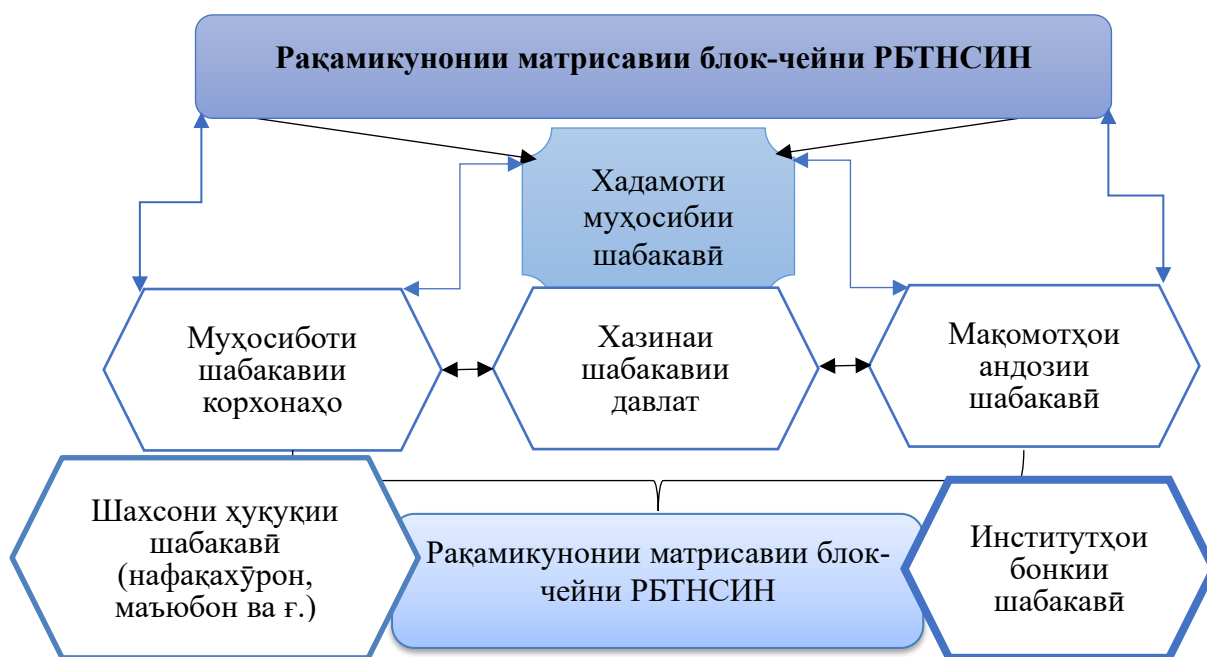 Рақамикунонии матрисавии блок-чейни РБТНСИН
Хадамоти
муҳосибии
шабакавӣ
Муҳосиботи
шабакавии
корхонаҳо
Хазинаи
шабакавии
давлат
Мақомотҳои
андозии
шабакавӣ
Шахсони ҳуқуқии
шабакавӣ
(нафақахӯрон,
маъюбон ва ғ.)
Рақамикунонии матрисавии блок-
чейни РБТНСИН
Институтҳои
бонкии
шабакавӣ